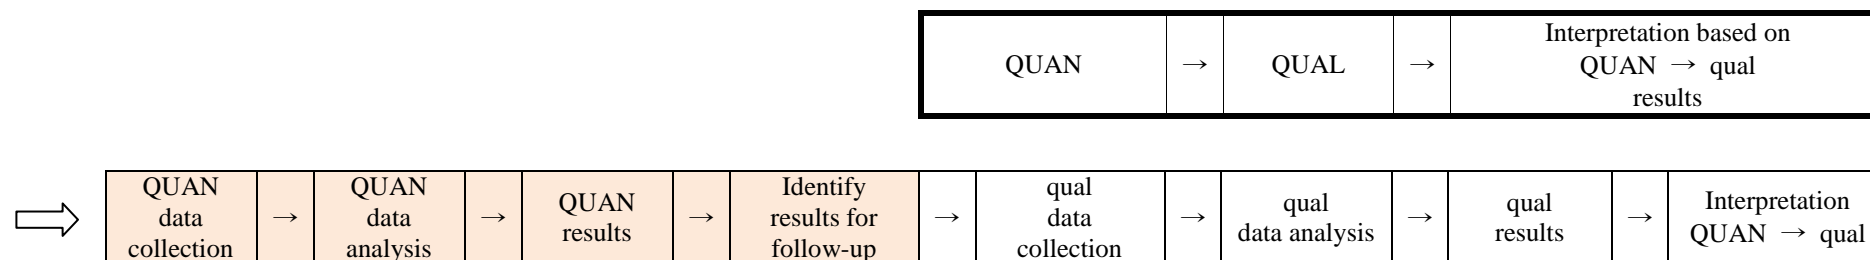 QUAN → QUAL → Interpretation based on
QUAN → qual
results
QUAN
data
collection
→
QUAN
data
analysis
→
QUAN
results
→
Identify
results for
follow-up
→
qual
data
collection
→
qual
data analysis
→
qual
results
→
Interpretation
QUAN → qual